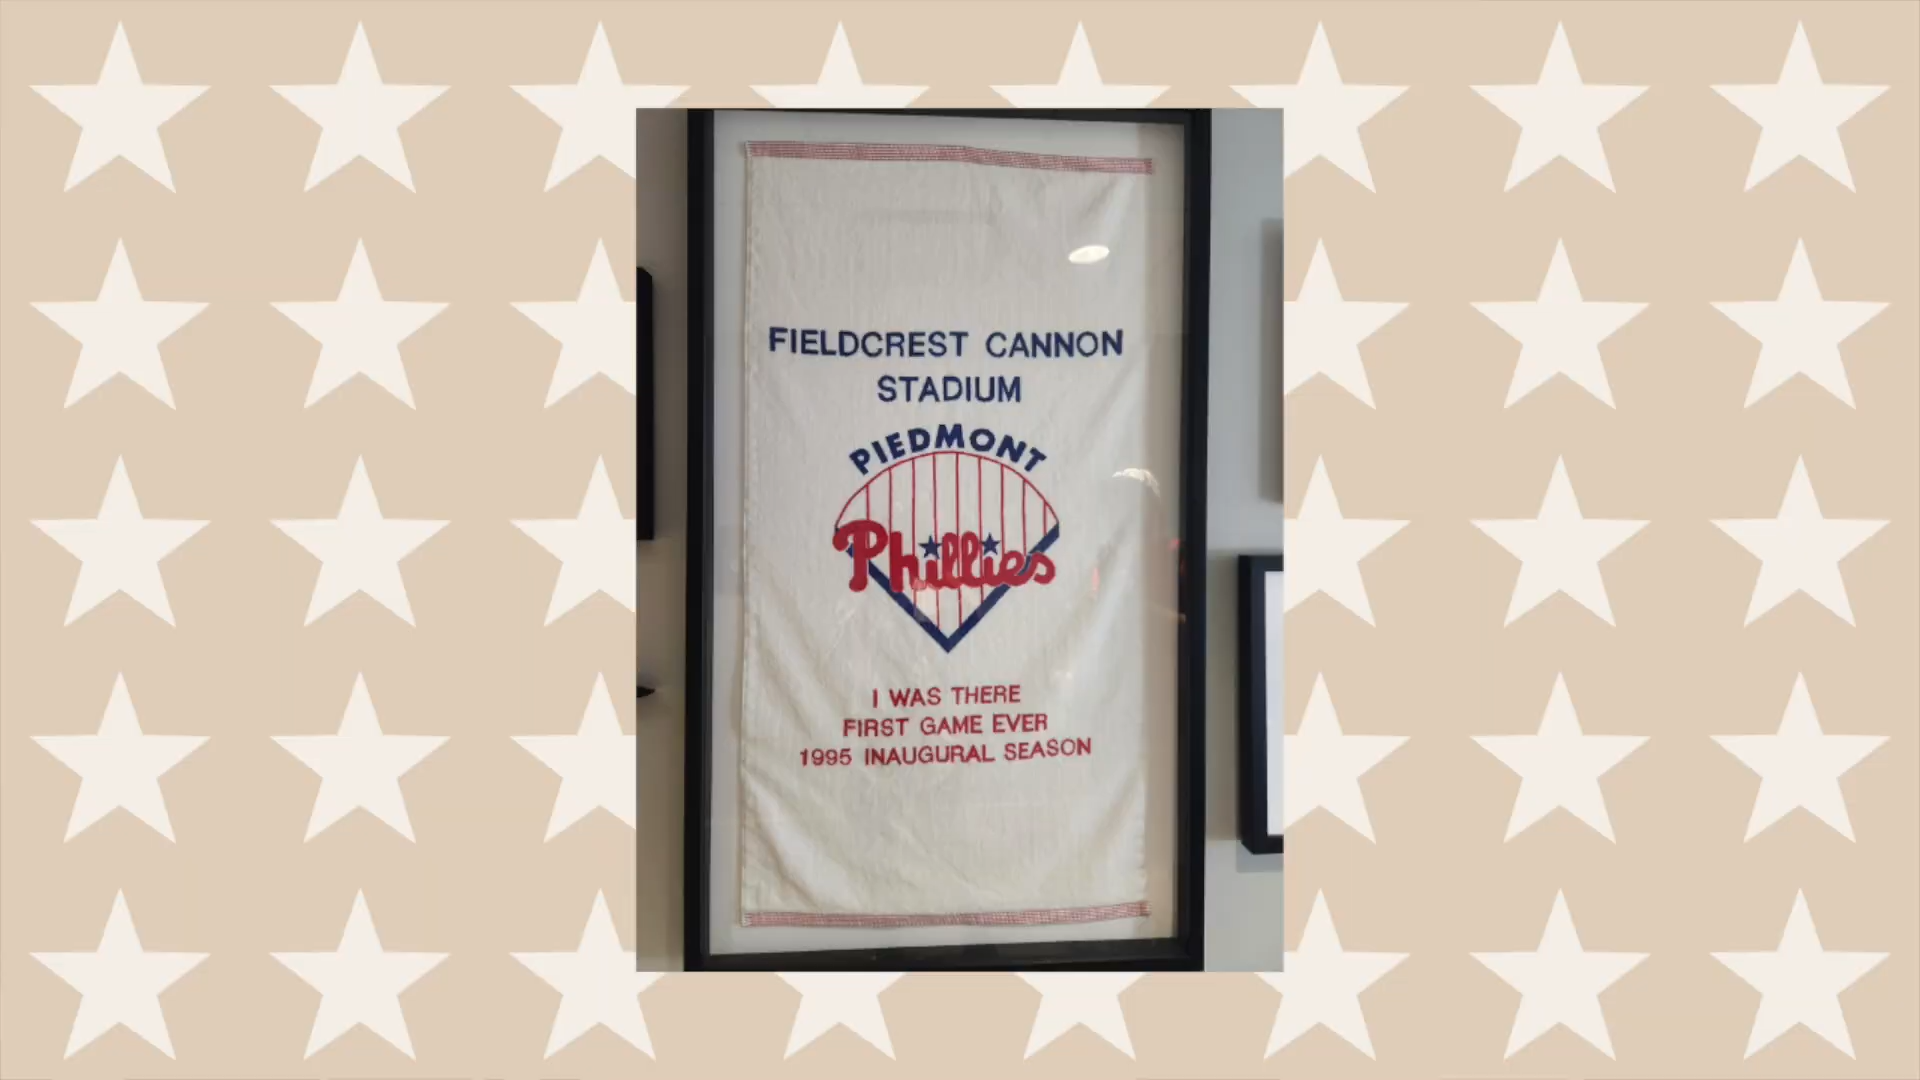 FIELDCREST CANNON
STADIUM
PIEDMONT
Phillies
I WAS THERE
FIRST GAME EVER
1995 INAUGURAL SEASON